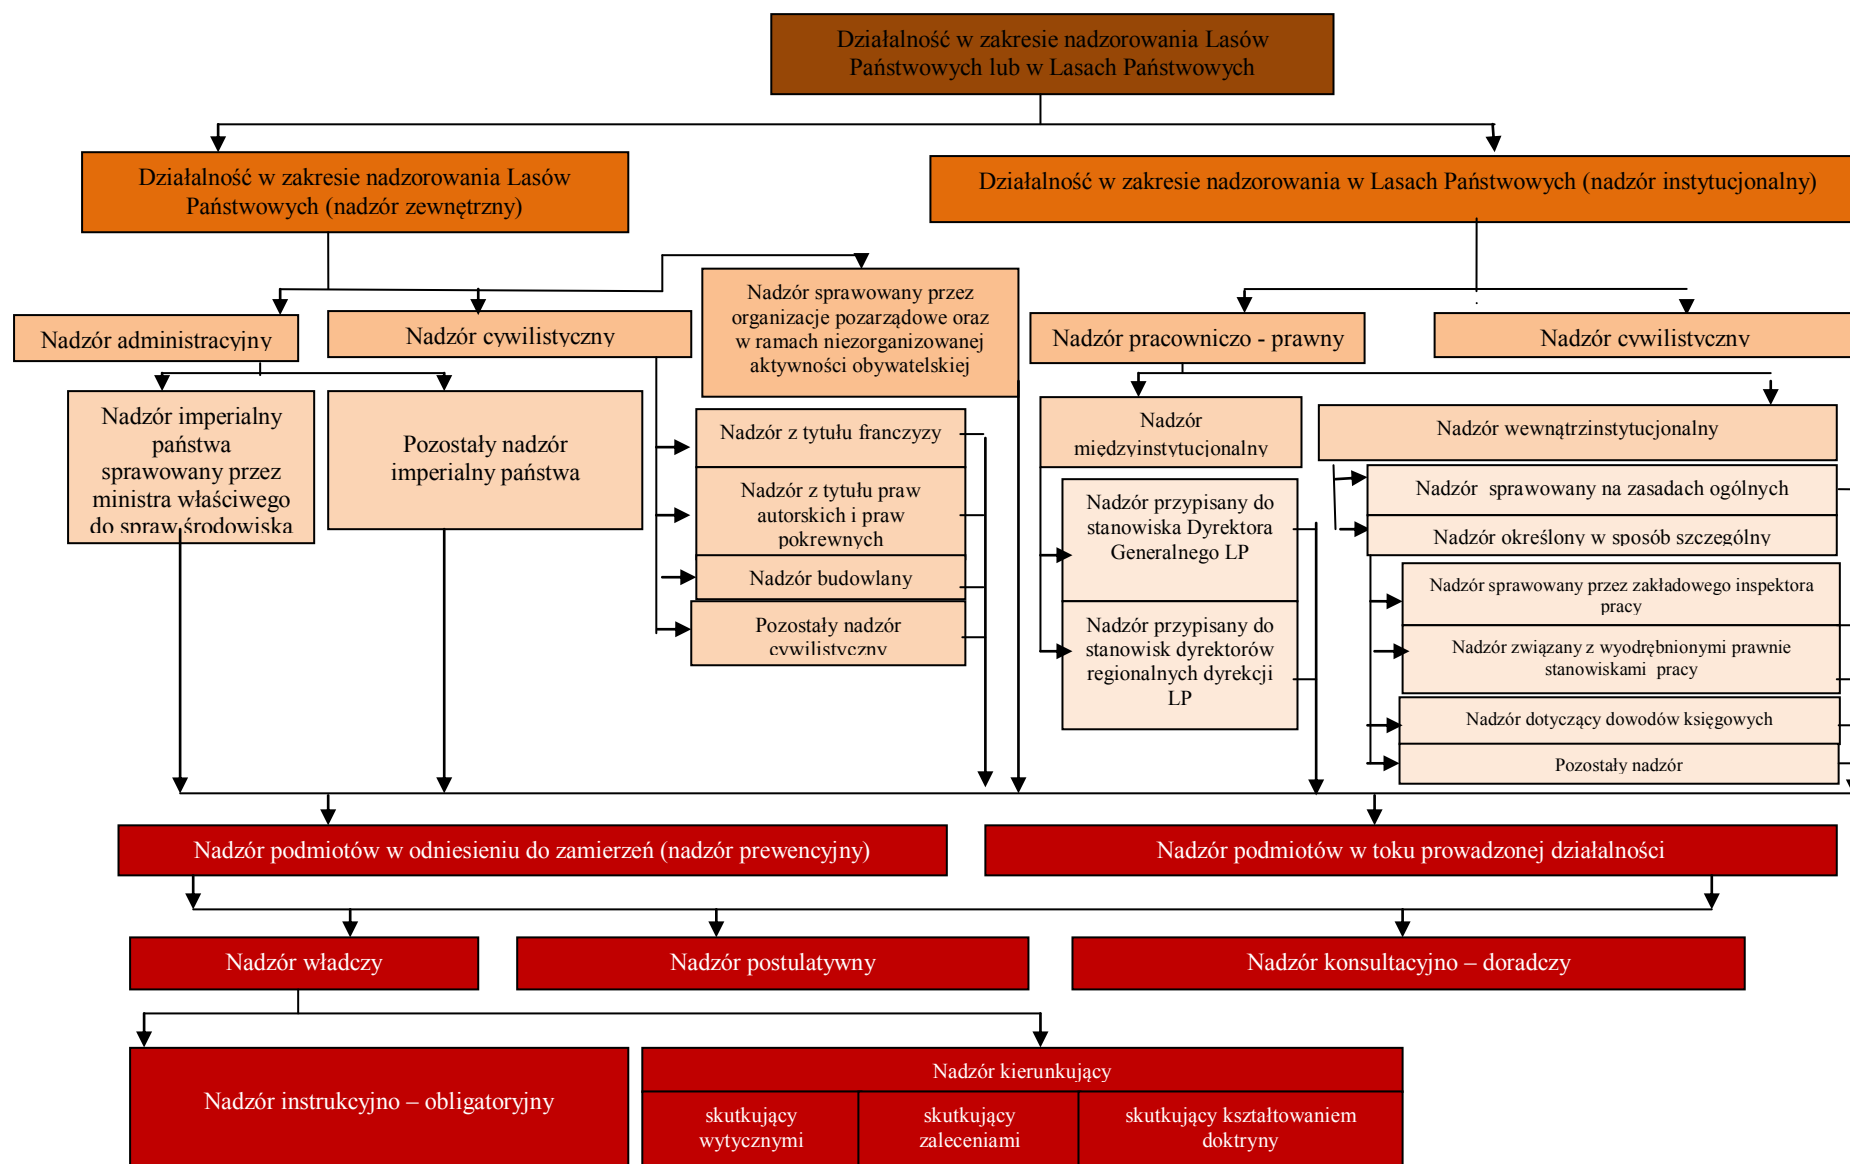 Działalność w zakresie nadzorowania Lasów
Państwowych lub w Lasach Państwowych
Działalność w zakresie nadzorowania Lasów
Państwowych (nadzór zewnętrzny)
Działalność w zakresie nadzorowania w Lasach Państwowych (nadzór instytucjonalny)
Nadzór administracyjny
Nadzór cywilistyczny
Nadzór sprawowany przez
organizacje pozarządowe oraz
w ramach niezorganizowanej
aktywności obywatelskiej
Nadzór pracowniczo - prawny
Nadzór cywilistyczny
Nadzór imperialny
państwa
sprawowany przez
ministra właściwego
do spraw środowiska
Pozostały nadzór
imperialny państwa
Nadzór z tytułu franczyzy
Nadzór z tytułu praw
autorskich i praw
pokrewnych
Nadzór budowlany
Pozostały nadzór
cywilistyczny
Nadzór
międzyinstytucjonalny
Nadzór przypisany do
stanowiska Dyrektora
Generalnego LP
Nadzór przypisany do
stanowisk dyrektorów
regionalnych dyrekcji
LP
Nadzór wewnątrzinstytucjonalny
Nadzór sprawowany na zasadach ogólnych
Nadzór określony w sposób szczególny
Nadzór sprawowany przez zakładowego inspektora
pracy
Nadzór związany z wyodrębnionymi prawnie
stanowiskami pracy
Nadzór dotyczący dowodów księgowych
Pozostały nadzór
Nadzór podmiotów w odniesieniu do zamierzeń (nadzór prewencyjny)
Nadzór podmiotów w toku prowadzonej działalności
Nadzór władczy
Nadzór postulatywny
Nadzór konsultacyjno – doradczy
Nadzór instrukcyjno – obligatoryjny
Nadzór kierunkujący
skutkujący
wytycznymi
skutkujący
zaleceniami
skutkujący kształtowaniem
doktryny